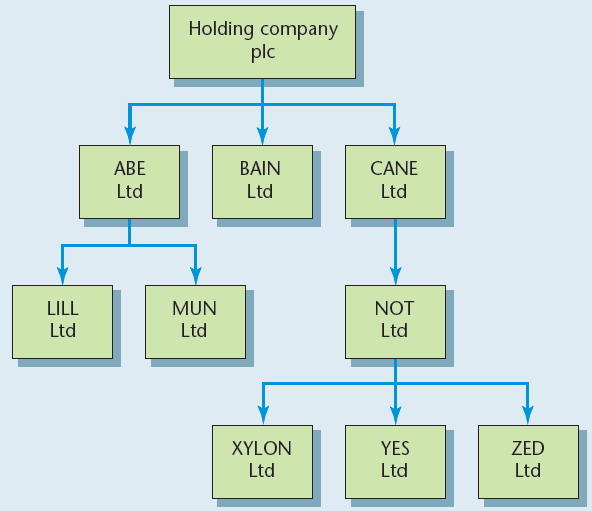 Holding company
plc
ABE
Ltd
BAIN
Ltd
CANE
Ltd
LILL
Ltd
MUN
Ltd
NOT
Ltd
XYLON
Ltd
YES
Ltd
ZED
Ltd